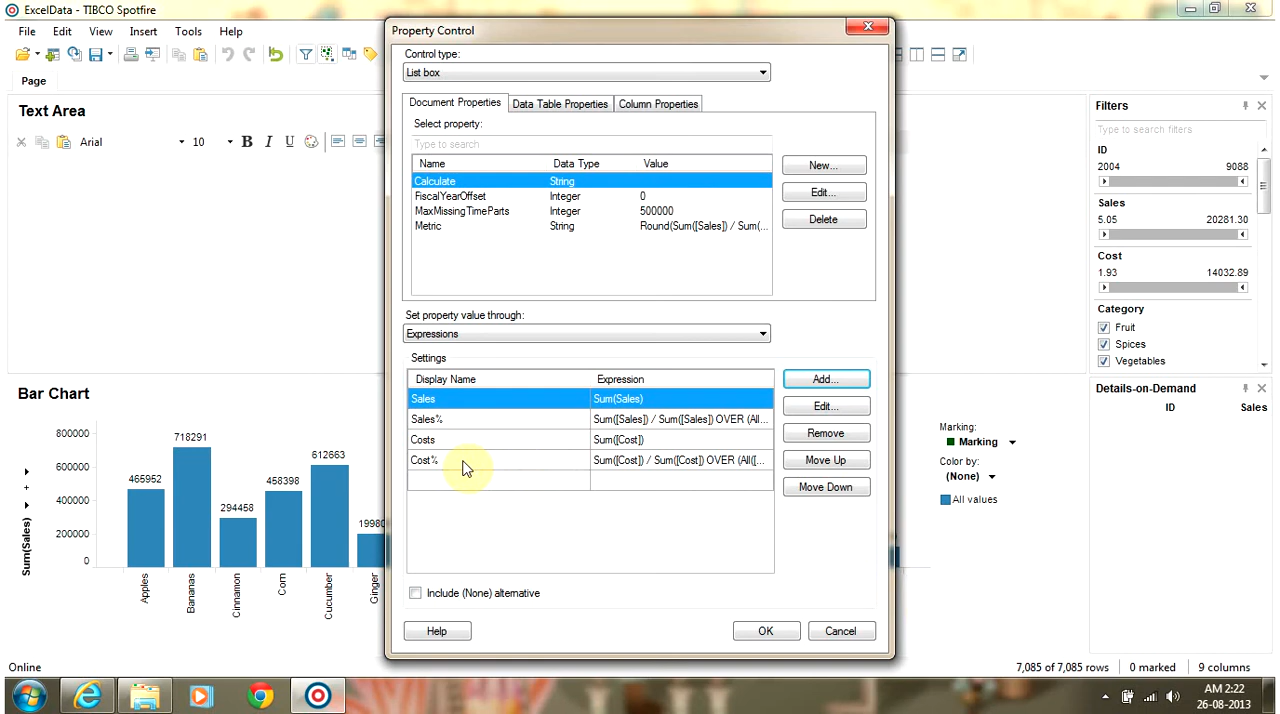 ExcelData - TIBCO Spotfire
File Edit View Insert Tools Help
Page
Text Area
Arial 10 B I U
Property Control
Control type:
List box
Document Properties Data Table Properties Column Properties
Select property:
Type to search
Name Data Type Value
Calculate String
FiscalYearOffset Integer 0
MaxMissingTimeParts Integer 500000
Metric String Round(Sum([Sales]) / Sum(...
New...
Edit...
Delete
Set property value through:
Expressions
Settings
Display Name Expression
Sales Sum(Sales)
Sales% Sum([Sales]) / Sum([Sales]) OVER (All...
Costs Sum([Cost])
Cost% Sum([Cost]) / Sum([Cost]) OVER (All([...
Add...
Edit...
Remove
Move Up
Move Down
Include (None) alternative
Help OK Cancel
Filters
Type to search filters
ID
2004 9088
Sales
5.05 20281.30
Cost
1.93 14032.89
Category
Fruit
Spices
Vegetables
Details-on-Demand
ID Sales
Bar Chart
Sum(Sales)
800000
600000
400000
200000
0
465952
718291
294458
458398
612663
19980
Apples
Bananas
Cinnamon
Corn
Cucumber
Ginger
Marking:
Marking
Color by:
(None)
All values
Online 7,085 of 7,085 rows 0 marked 9 columns
AM 2:22
26-08-2013